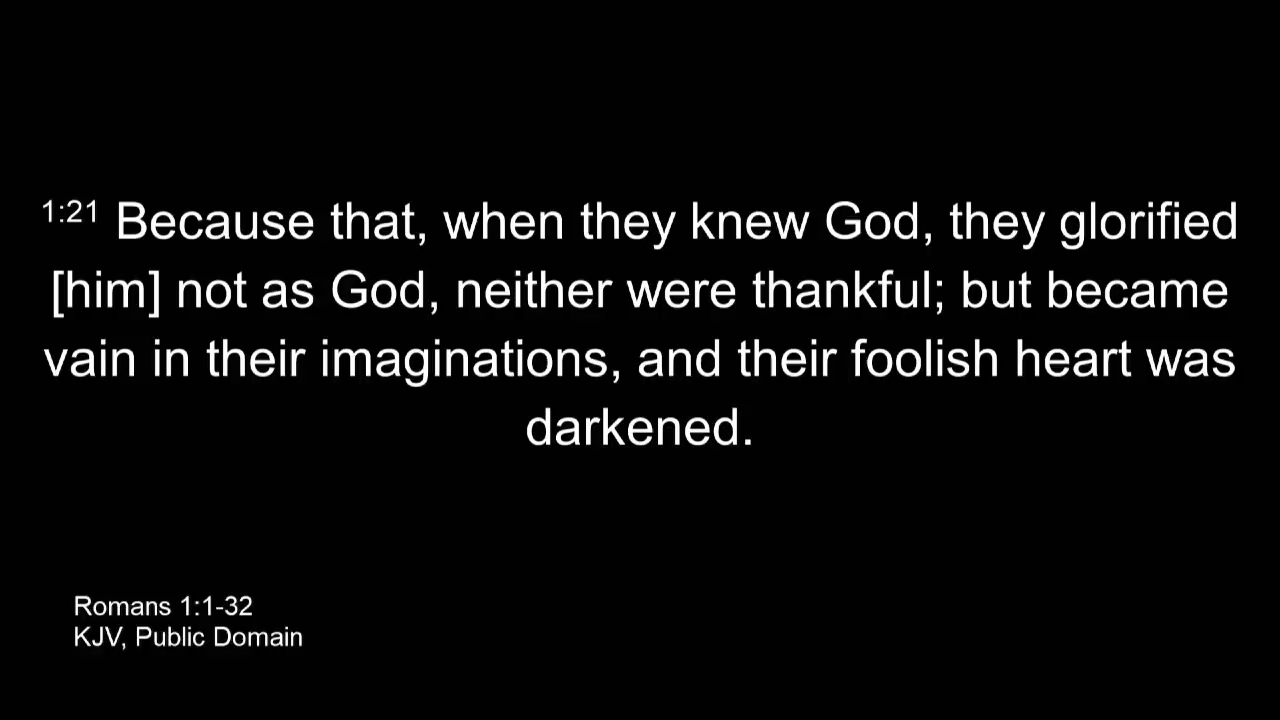 1:21 Because that, when they knew God, they glorified
[him] not as God, neither were thankful; but became
vain in their imaginations, and their foolish heart was
darkened.
Romans 1:1-32
KJV, Public Domain